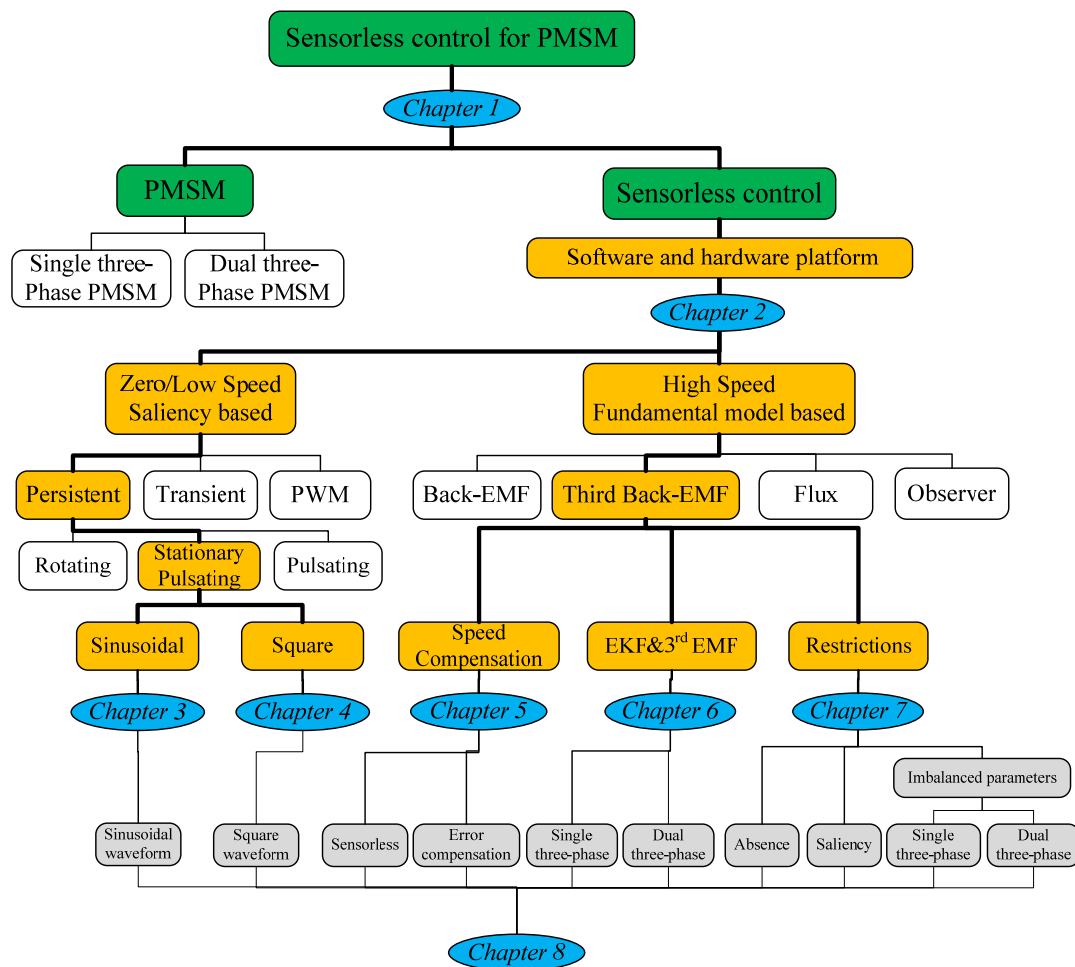 Sensorless control for PMSM
Chapter 1
PMSM
Sensorless control
Single three-
Phase PMSM
Dual three-
Phase PMSM
Software and hardware platform
Chapter 2
Zero/Low Speed
Saliency based
High Speed
Fundamental model based
Persistent
Transient
PWM
Back-EMF
Third Back-EMF
Flux
Observer
Rotating
Stationary
Pulsating
Pulsating
Sinusoidal
Square
Speed
Compensation
EKF&3rd EMF
Restrictions
Chapter 3
Chapter 4
Chapter 5
Chapter 6
Chapter 7
Imbalanced parameters
Sinusoidal
waveform
Square
waveform
Sensorless
Error
compensation
Single
three-phase
Dual
three-phase
Absence
Saliency
Single
three-phase
Dual
three-phase
Chapter 8